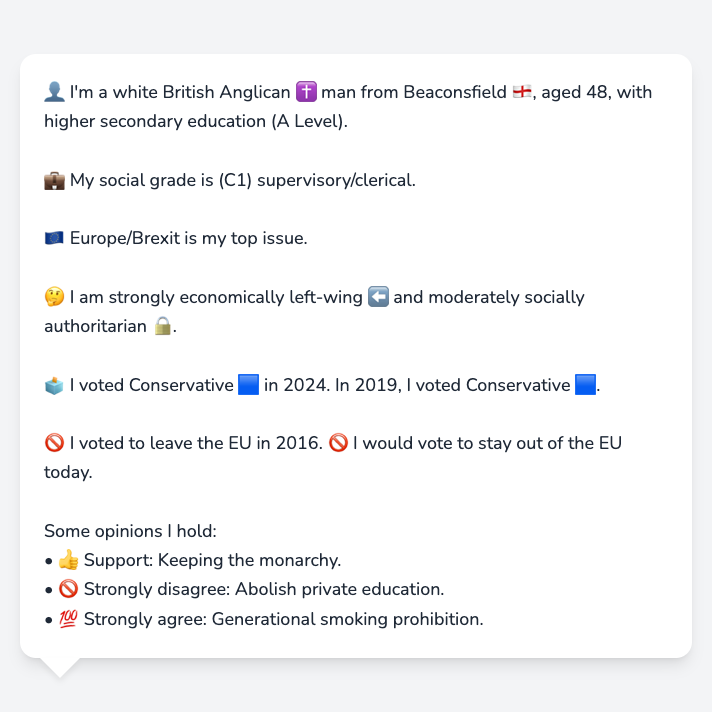 👤 I'm a white British Anglican ✝️ man from Beaconsfield 🏴󠁧󠁢󠁥󠁮󠁧󠁿, aged 48, with
higher secondary education (A Level).
💼 My social grade is (C1) supervisory/clerical.
🇪🇺 Europe/Brexit is my top issue.
🤔 I am strongly economically left-wing ⬅️ and moderately socially
authoritarian 🔒.
🗳️ I voted Conservative 🟦 in 2024. In 2019, I voted Conservative 🟦.
🚫 I voted to leave the EU in 2016. 🚫 I would vote to stay out of the EU
today.
Some opinions I hold:
• 👍 Support: Keeping the monarchy.
• 🚫 Strongly disagree: Abolish private education.
• 💯 Strongly agree: Generational smoking prohibition.